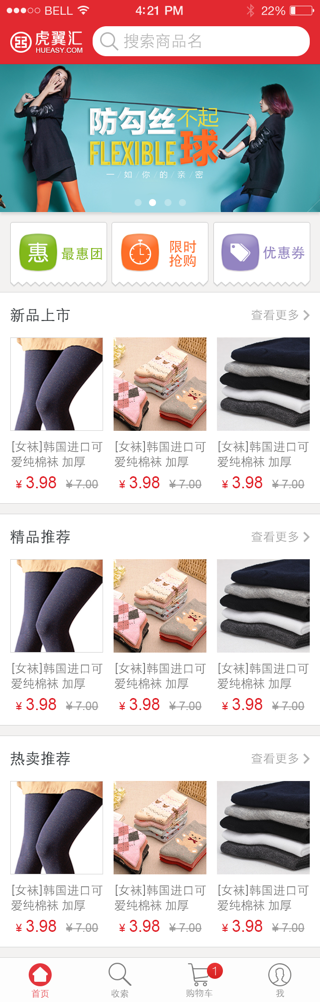 BELL 4:21 PM 22%
虎翼汇
HUEASY.COM
搜索商品名
防勾丝不起
FLEXIBLE球
一/如/你/的/亲/密
惠 最惠团
限时
抢购
优惠券
新品上市 查看更多
[女袜]韩国进口可
爱纯棉袜 加厚
¥ 3.98 ¥ 7.00
[女袜]韩国进口可
爱纯棉袜 加厚
¥ 3.98 ¥ 7.00
[女袜]韩国进口可
爱纯棉袜 加厚
¥ 3.98 ¥ 7.00
精品推荐 查看更多
[女袜]韩国进口可
爱纯棉袜 加厚
¥ 3.98 ¥ 7.00
[女袜]韩国进口可
爱纯棉袜 加厚
¥ 3.98 ¥ 7.00
[女袜]韩国进口可
爱纯棉袜 加厚
¥ 3.98 ¥ 7.00
热卖推荐 查看更多
[女袜]韩国进口可
爱纯棉袜 加厚
¥ 3.98 ¥ 7.00
[女袜]韩国进口可
爱纯棉袜 加厚
¥ 3.98 ¥ 7.00
[女袜]韩国进口可
爱纯棉袜 加厚
¥ 3.98 ¥ 7.00
1
首页 收索 购物车 我